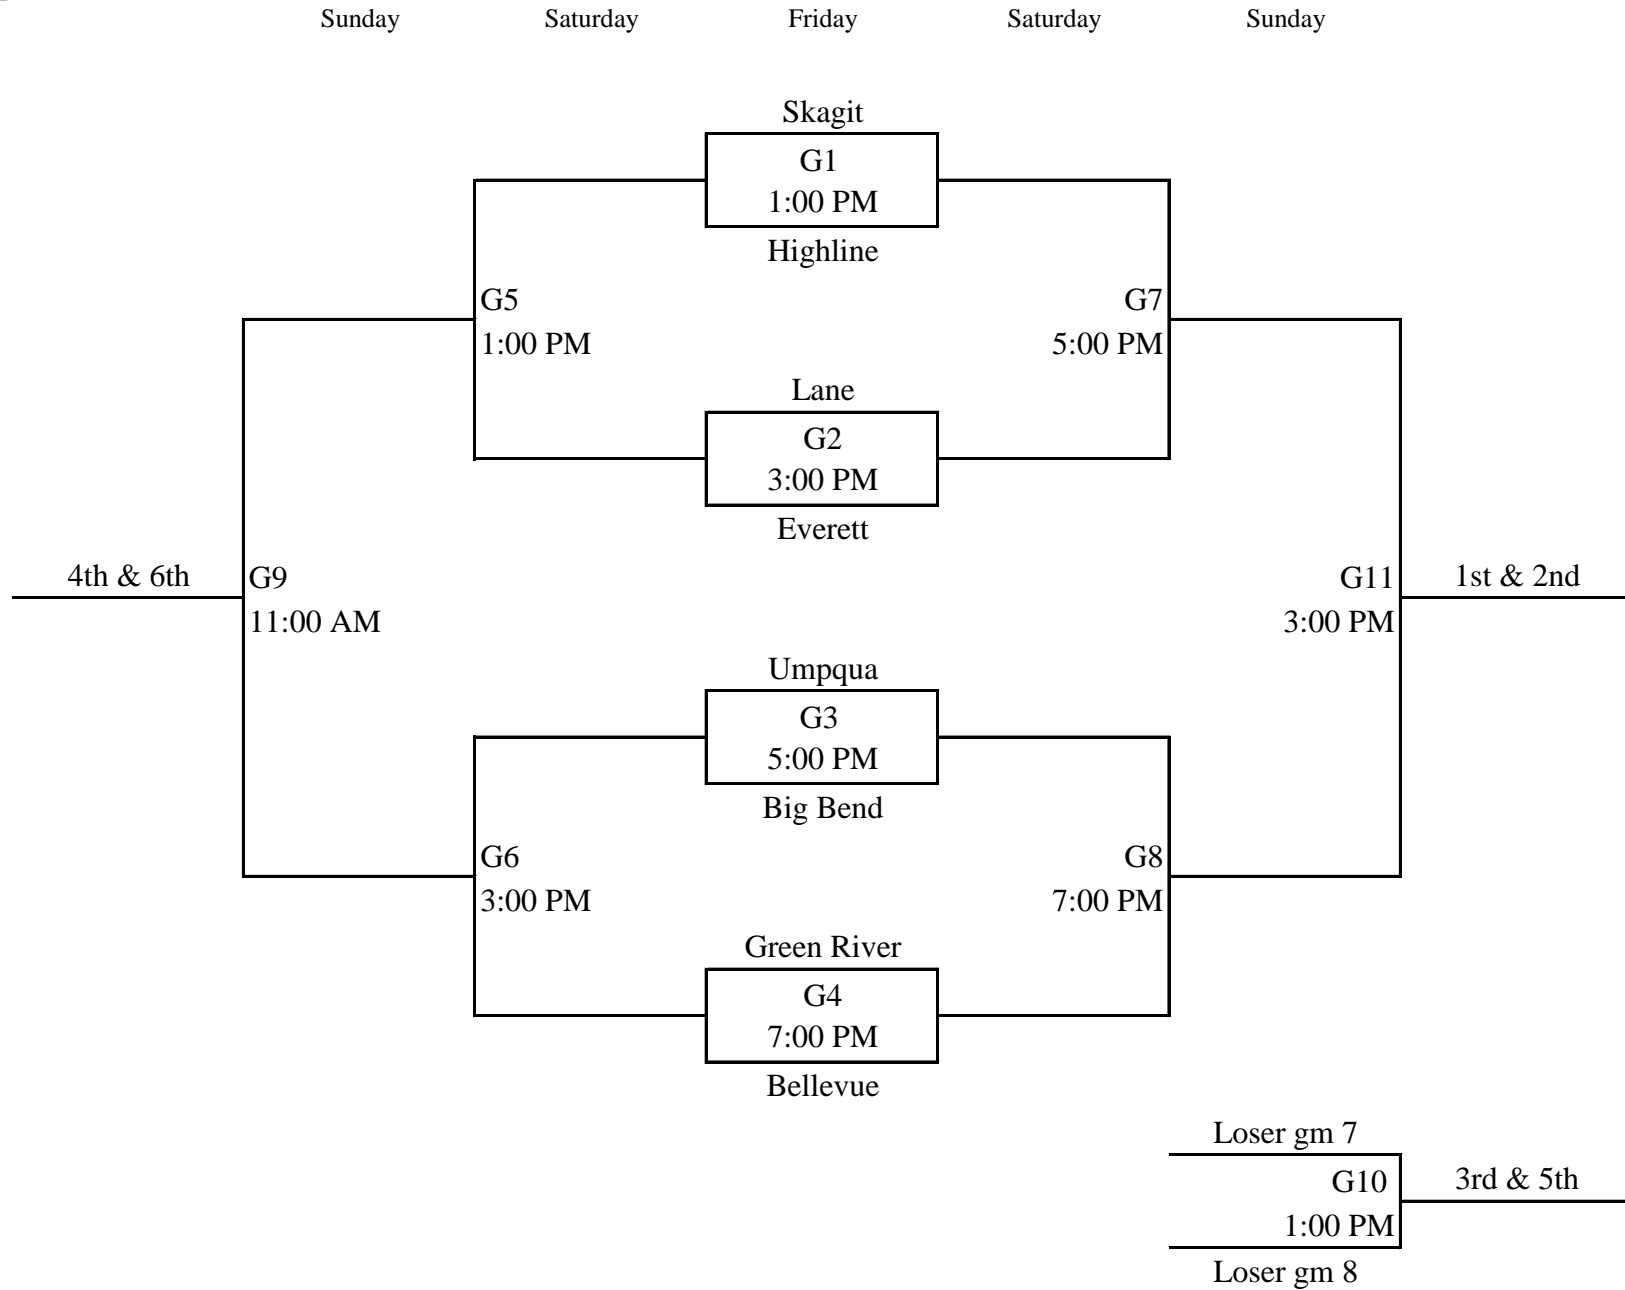 Sunday Saturday Friday Saturday Sunday
Skagit
G1
1:00 PM
Highline
G5 G7
1:00 PM 5:00 PM
Lane
G2
3:00 PM
Everett
4th & 6th G9 G11 1st & 2nd
11:00 AM 3:00 PM
Umpqua
G3
5:00 PM
Big Bend
G6 G8
3:00 PM 7:00 PM
Green River
G4
7:00 PM
Bellevue
Loser gm 7
G10 3rd & 5th
1:00 PM
Loser gm 8